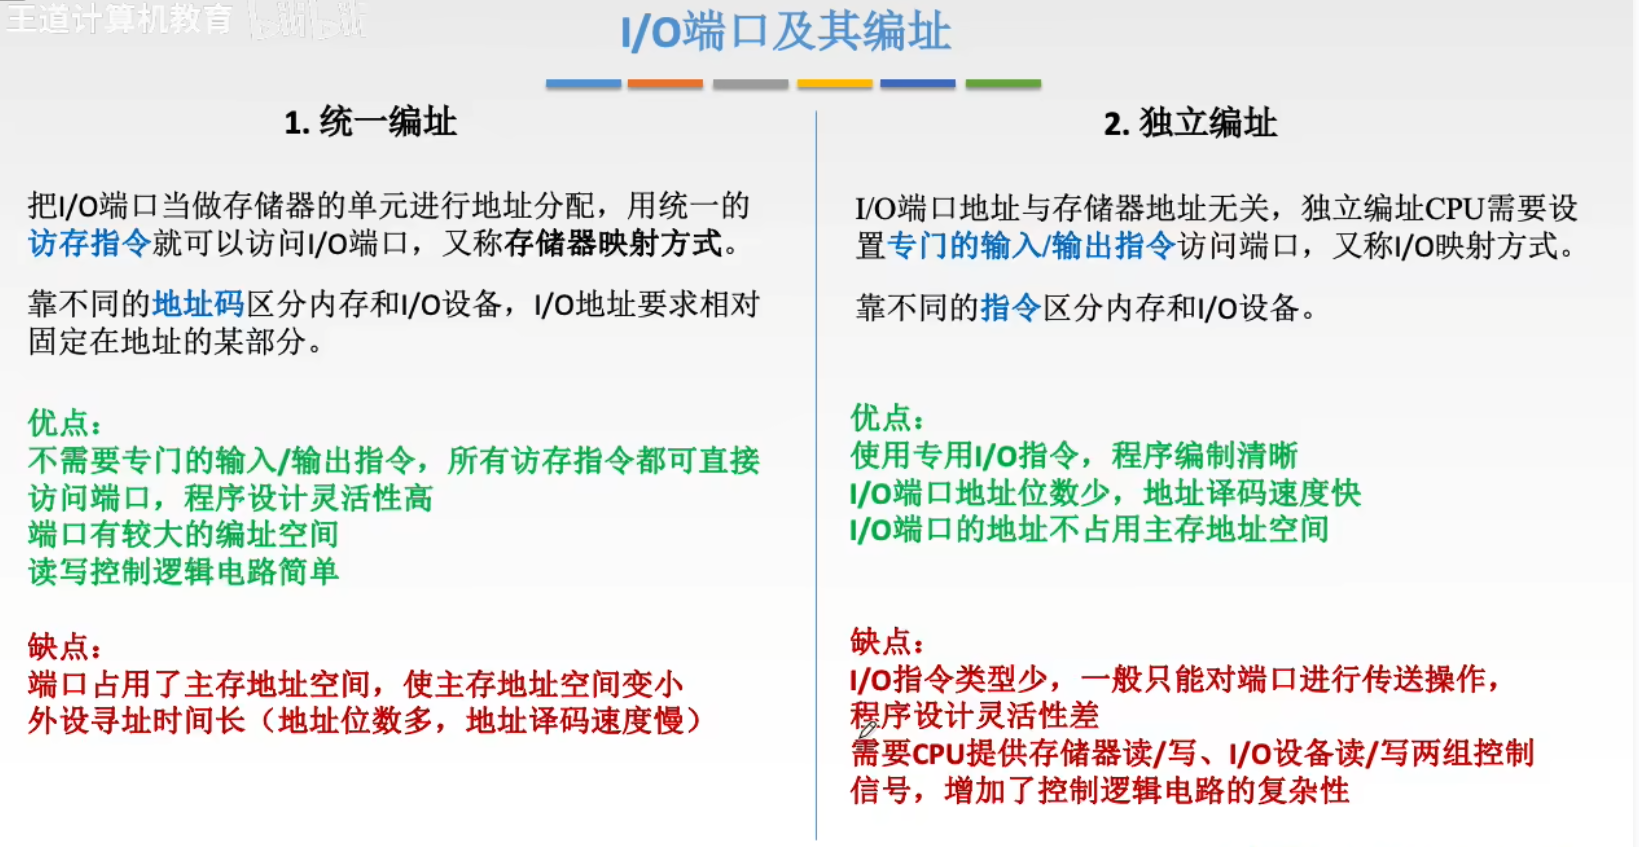 王道计算机教育 bilibili
I/O端口及其编址
1. 统一编址
把I/O端口当做存储器的单元进行地址分配，用统一的
访存指令就可以访问I/O端口，又称存储器映射方式。
靠不同的地址码区分内存和I/O设备，I/O地址要求相对
固定在地址的某部分。
优点：
不需要专门的输入/输出指令，所有访存指令都可直接
访问端口，程序设计灵活性高
端口有较大的编址空间
读写控制逻辑电路简单
缺点：
端口占用了主存地址空间，使主存地址空间变小
外设寻址时间长（地址位数多，地址译码速度慢）
2. 独立编址
I/O端口地址与存储器地址无关，独立编址CPU需要设
置专门的输入/输出指令访问端口，又称I/O映射方式。
靠不同的指令区分内存和I/O设备。
优点：
使用专用I/O指令，程序编制清晰
I/O端口地址位数少，地址译码速度快
I/O端口的地址不占用主存地址空间
缺点：
I/O指令类型少，一般只能对端口进行传送操作，
程序设计灵活性差
需要CPU提供存储器读/写、I/O设备读/写两组控制
信号，增加了控制逻辑电路的复杂性